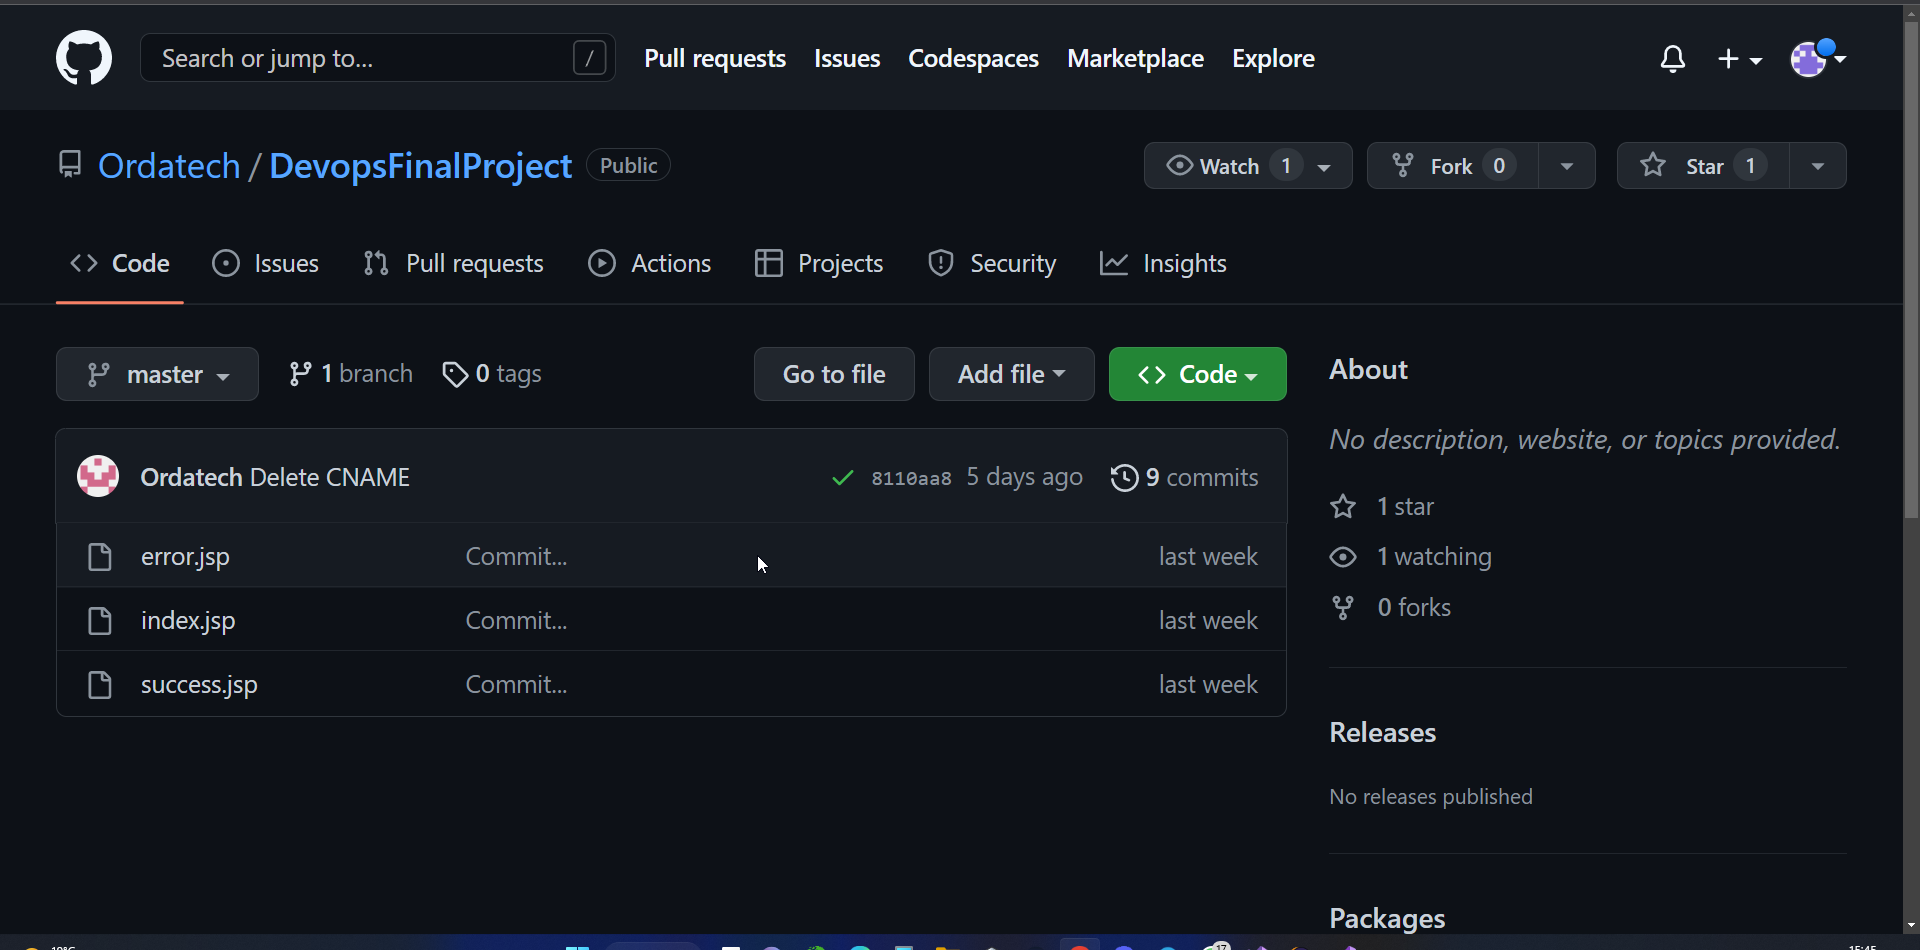 Search or jump to... /
Pull requests Issues Codespaces Marketplace Explore
Ordatech / DevopsFinalProject Public
Watch 1 Fork 0 Star 1
Code Issues Pull requests Actions Projects Security Insights
master 1 branch 0 tags Go to file Add file Code
Ordatech Delete CNAME 8110aa8 5 days ago 9 commits
error.jsp Commit... last week
index.jsp Commit... last week
success.jsp Commit... last week
About
No description, website, or topics provided.
1 star
1 watching
0 forks
Releases
No releases published
Packages
17